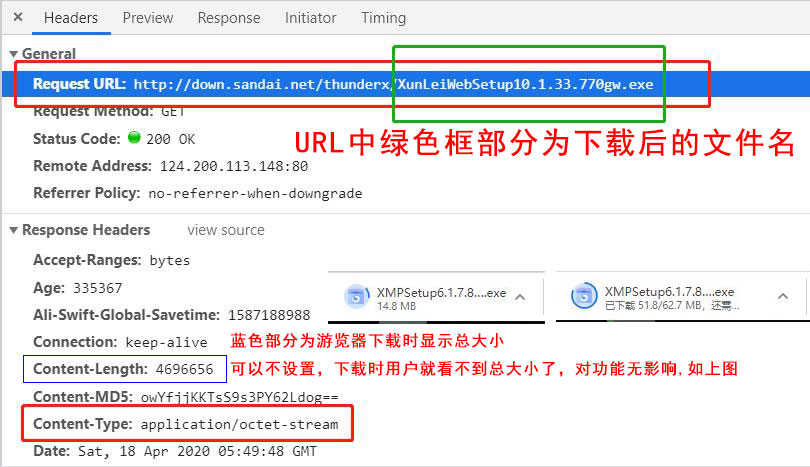 × Headers Preview Response Initiator Timing
▼ General
Request URL: http://down.sandai.net/thunderx/XunLeiWebSetup10.1.33.770gw.exe
Request Method: GET
Status Code: 200 OK
URL中绿色框部分为下载后的文件名
Remote Address: 124.200.113.148:80
Referrer Policy: no-referrer-when-downgrade
▼ Response Headers view source
Accept-Ranges: bytes
Age: 335367
XMPSetup6.1.7.8....exe
14.8 MB
XMPSetup6.1.7.8....exe
已下载 51.8/62.7 MB，还需...
Ali-Swift-Global-Savetime: 1587188988
Connection: keep-alive
蓝色部分为游览器下载时显示总大小
Content-Length: 4696656
可以不设置，下载时用户就看不到总大小了，对功能无影响,如上图
Content-MD5: owYfjjKKTsS9s3PY62Ldog==
Content-Type: application/octet-stream
Date: Sat, 18 Apr 2020 05:49:48 GMT